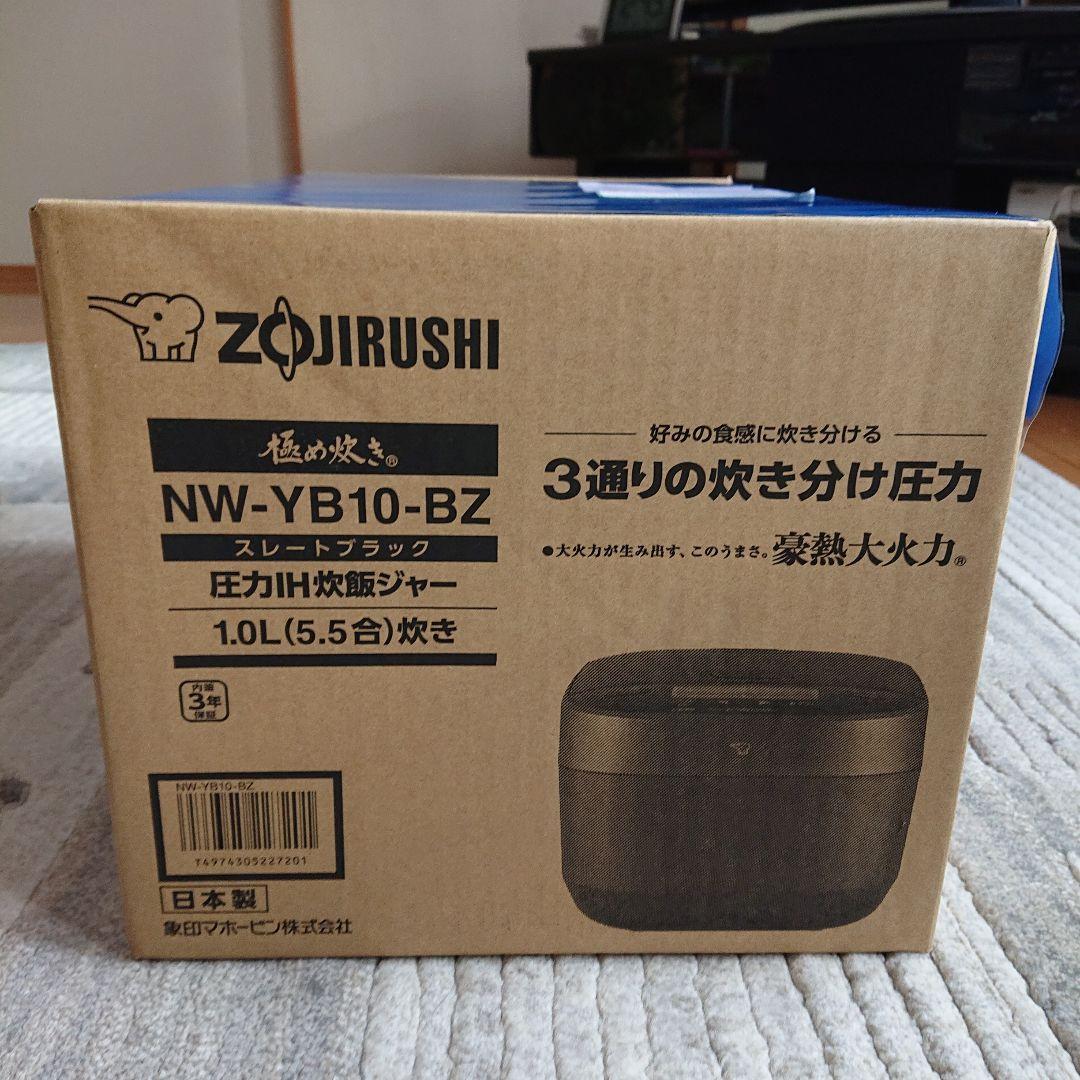 ZOJIRUSHI
極め炊き®
NW-YB10-BZ
スレートブラック
圧力IH炊飯ジャー
1.0L(5.5合)炊き
内釜
3年
保証
好みの食感に炊き分ける
3通りの炊き分け圧力
●大火力が生み出す、このうまさ。豪熱大火力®
NW-YB10-BZ
T4974305227201
日本製
象印マホービン株式会社